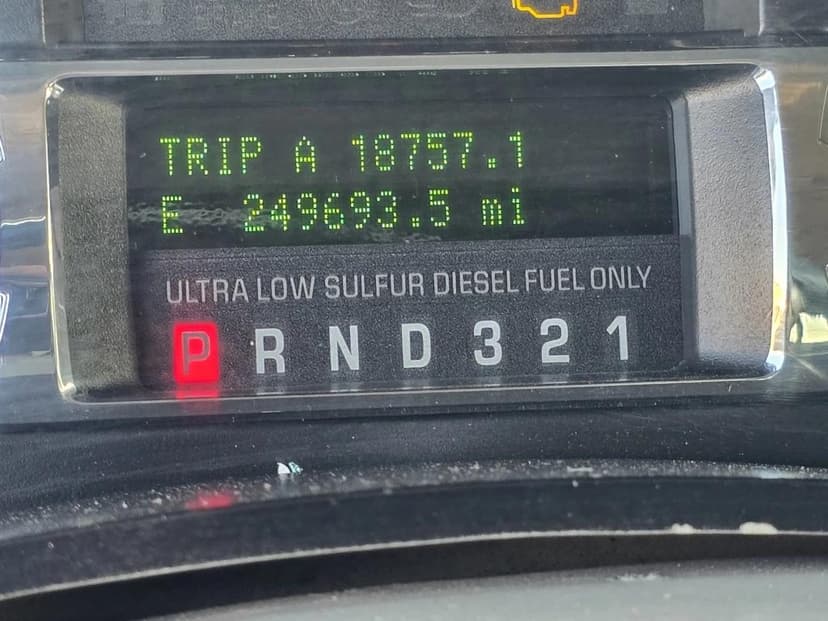 TRIP A 18757.1
E 249693.5 mi
ULTRA LOW SULFUR DIESEL FUEL ONLY
P R N D 3 2 1